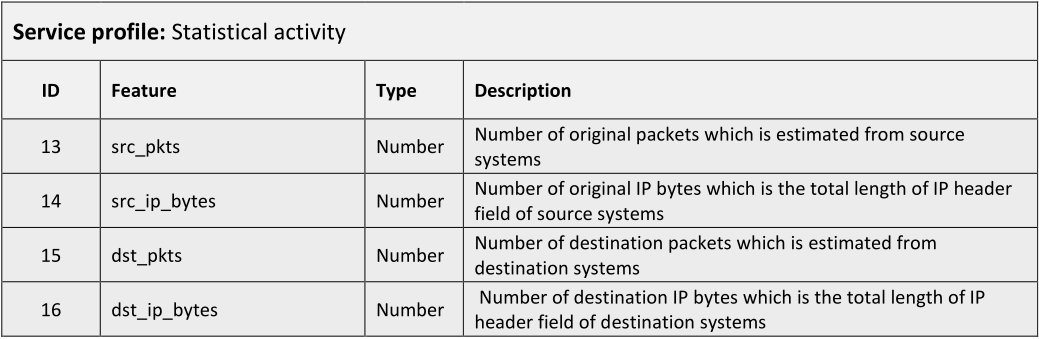 Service profile: Statistical activity
ID Feature Type Description
13 src_pkts Number Number of original packets which is estimated from source
systems
14 src_ip_bytes Number Number of original IP bytes which is the total length of IP header
field of source systems
15 dst_pkts Number Number of destination packets which is estimated from
destination systems
16 dst_ip_bytes Number Number of destination IP bytes which is the total length of IP
header field of destination systems